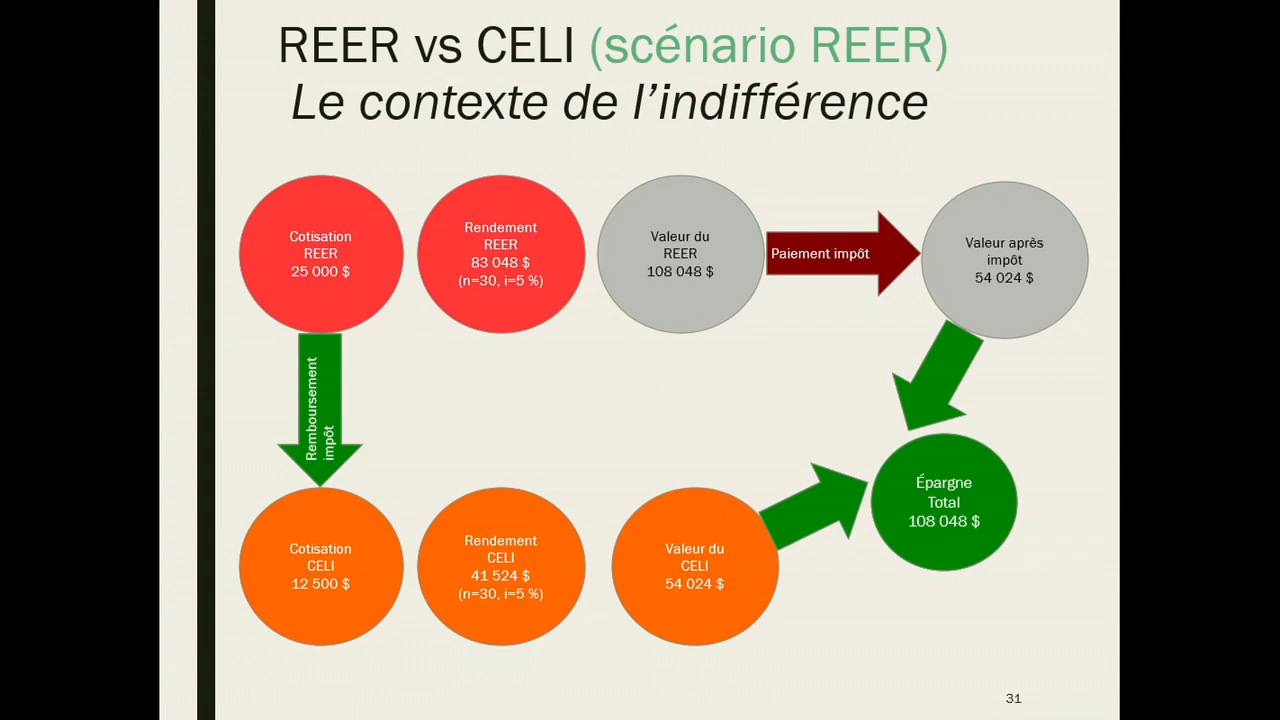 REER vs CELI (scénario REER)
Le contexte de l’indifférence
Cotisation
REER
25 000 $
Rendement
REER
83 048 $
(n=30, i=5 %)
Valeur du
REER
108 048 $
Paiement impôt
Valeur après
impôt
54 024 $
Remboursement
impôt
Cotisation
CELI
12 500 $
Rendement
CELI
41 524 $
(n=30, i=5 %)
Valeur du
CELI
54 024 $
Épargne
Total
108 048 $
31